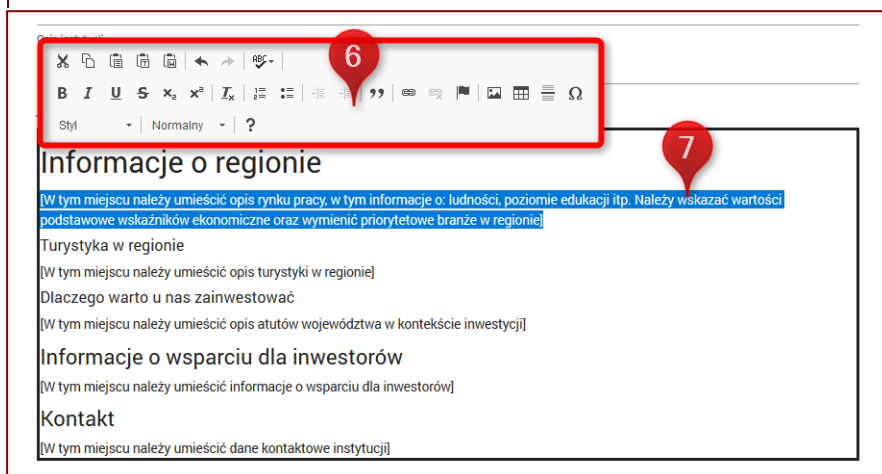 6
B I U S x₂ x² Ix Ω
Styl Normalny ?
7
Informacje o regionie
[W tym miejscu należy umieścić opis rynku pracy, w tym informacje o: ludności, poziomie edukacji itp. Należy wskazać wartości
podstawowe wskaźników ekonomiczne oraz wymienić priorytetowe branże w regionie]
Turystyka w regionie
[W tym miejscu należy umieścić opis turystyki w regionie]
Dlaczego warto u nas zainwestować
[W tym miejscu należy umieścić opis atutów województwa w kontekście inwestycji]
Informacje o wsparciu dla inwestorów
[W tym miejscu należy umieścić informacje o wsparciu dla inwestorów]
Kontakt
[W tym miejscu należy umieścić dane kontaktowe instytucji]